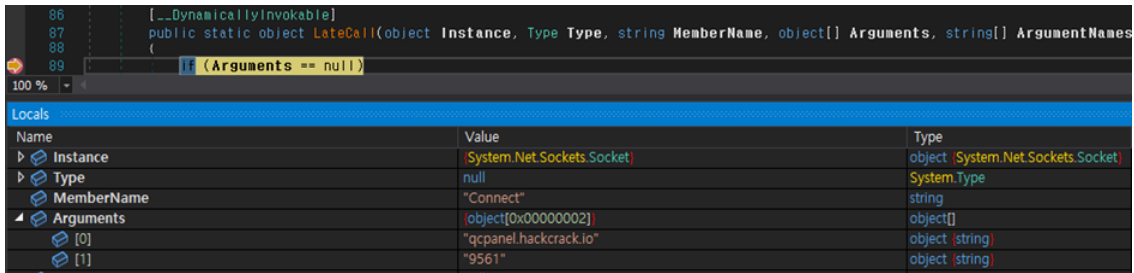 86 [__DynamicallyInvokable]
87 public static object LateCall(object Instance, Type Type, string MemberName, object[] Arguments, string[] ArgumentNames
88 {
89 if (Arguments == null)
100 %
Locals
Name Value Type
Instance {System.Net.Sockets.Socket} object {System.Net.Sockets.Socket}
Type null System.Type
MemberName "Connect" string
Arguments {object[0x00000002]} object[]
[0] "qcpanel.hackcrack.io" object {string}
[1] "9561" object {string}